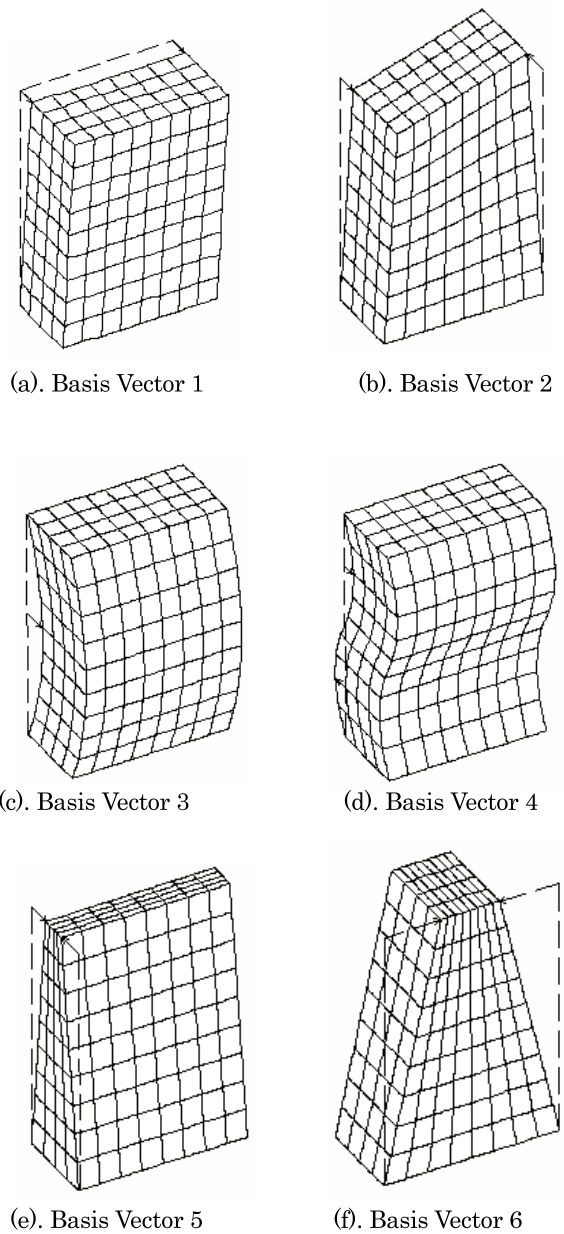 (a). Basis Vector 1
(b). Basis Vector 2
(c). Basis Vector 3
(d). Basis Vector 4
(e). Basis Vector 5
(f). Basis Vector 6